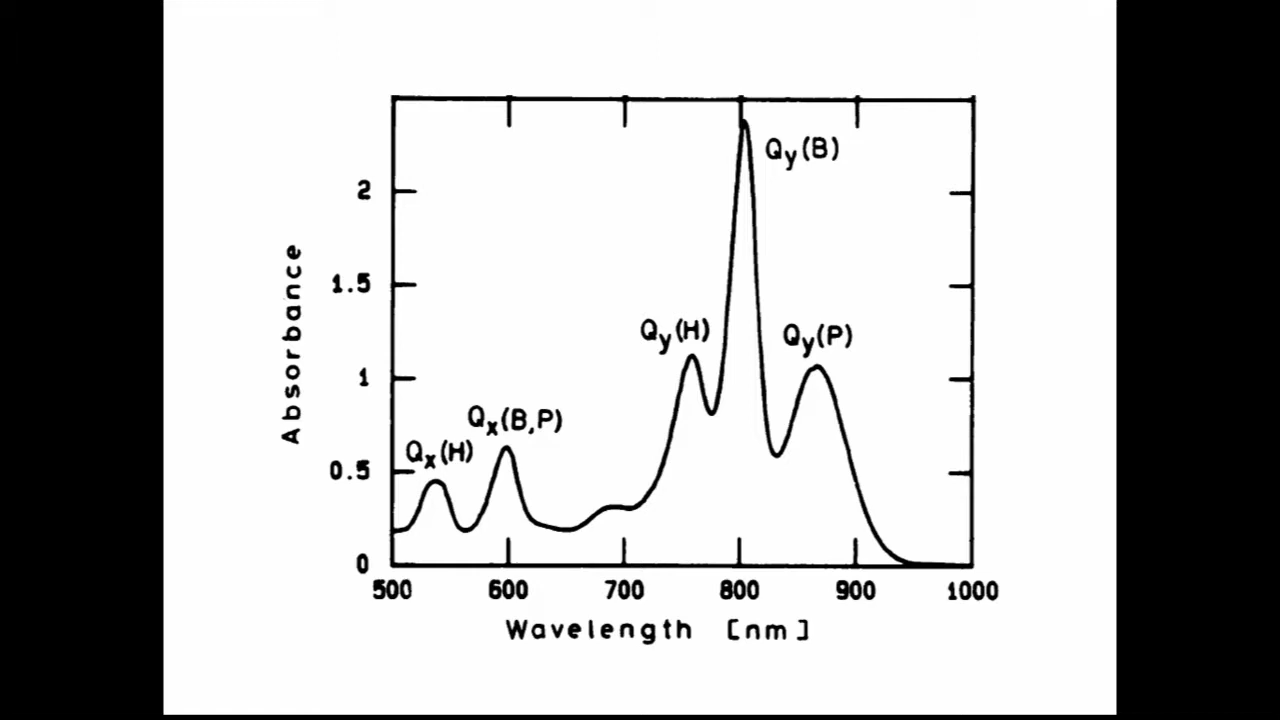 Qy(B)
2
1.5
Qy(H)
Qy(P)
1
Qx(B,P)
Qx(H)
0.5
0
500 600 700 800 900 1000
Wavelength [nm]
Absorbance